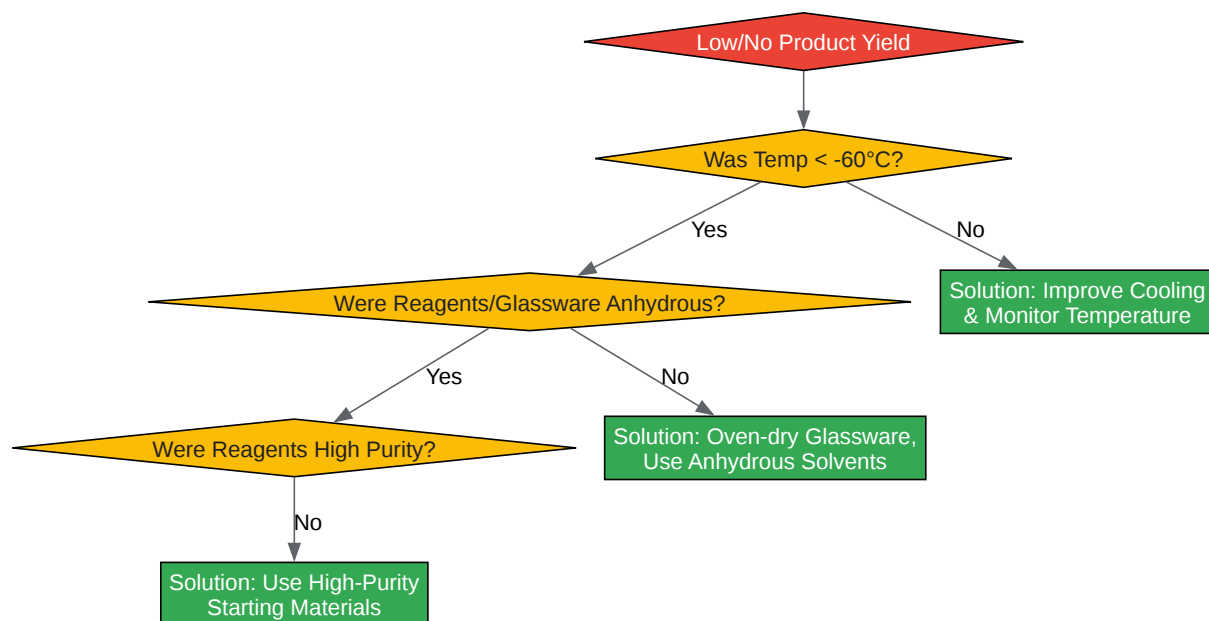 Low/No Product Yield
Was Temp < -60°C?
Yes
No
Were Reagents/Glassware Anhydrous?
Solution: Improve Cooling
& Monitor Temperature
Yes
No
Were Reagents High Purity?
Solution: Oven-dry Glassware,
Use Anhydrous Solvents
No
Solution: Use High-Purity
Starting Materials